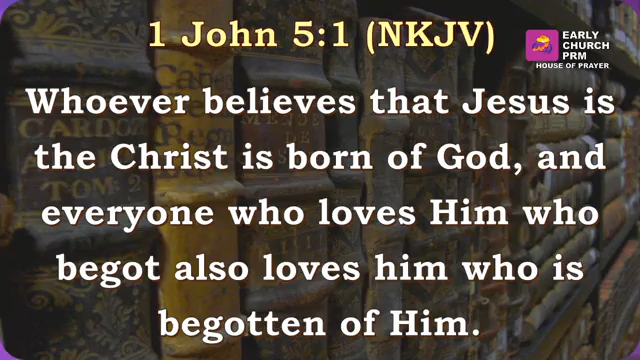 1 John 5:1 (NKJV)
EARLY
CHURCH
PRM
HOUSE OF PRAYER
Whoever believes that Jesus is
the Christ is born of God, and
everyone who loves Him who
begot also loves him who is
begotten of Him.